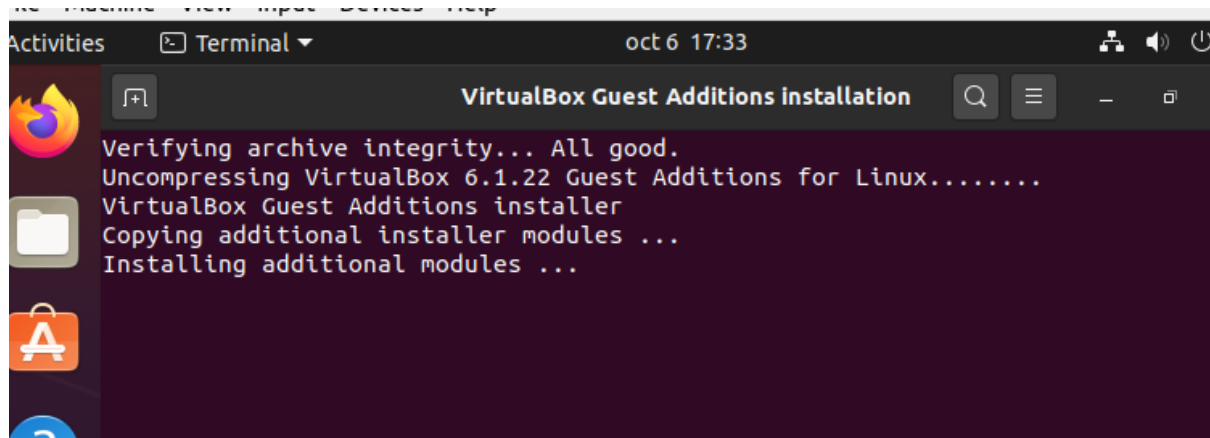 Activities Terminal oct 6 17:33
VirtualBox Guest Additions installation
Verifying archive integrity... All good.
Uncompressing VirtualBox 6.1.22 Guest Additions for Linux........
VirtualBox Guest Additions installer
Copying additional installer modules ...
Installing additional modules ...